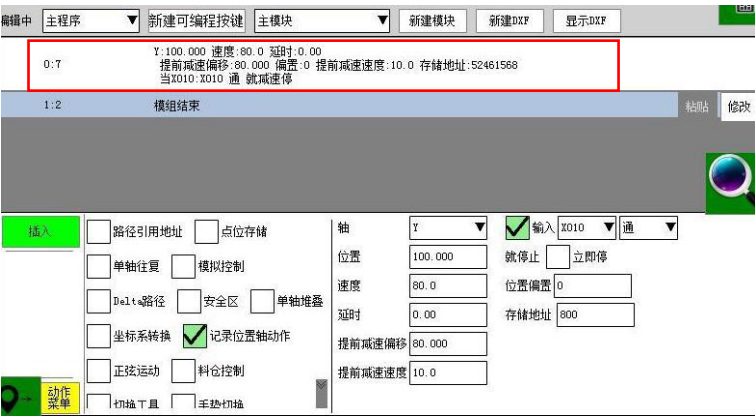 编辑中 主程序 新建可编程按键 主模块 新建模块 新建DXF 显示DXF
Y:100.000 速度:80.0 延时:0.00
0:7 提前减速偏移:80.000 偏置:0 提前减速速度:10.0 存储地址:52461568
当X010:X010 通 就减速停
1:2 模组结束 粘贴 修改
插入 路径引用地址 点位存储 轴 Y 输入 X010 通
单轴往复 模拟控制 位置 100.000 就停止 立即停
Delta路径 安全区 单轴堆叠 速度 80.0 位置偏置 0
坐标系转换 记录位置轴动作 延时 0.00 存储地址 800
提前减速偏移 80.000
正弦运动 料仓控制 提前减速速度 10.0
动作
菜单 切换工具 手势切换